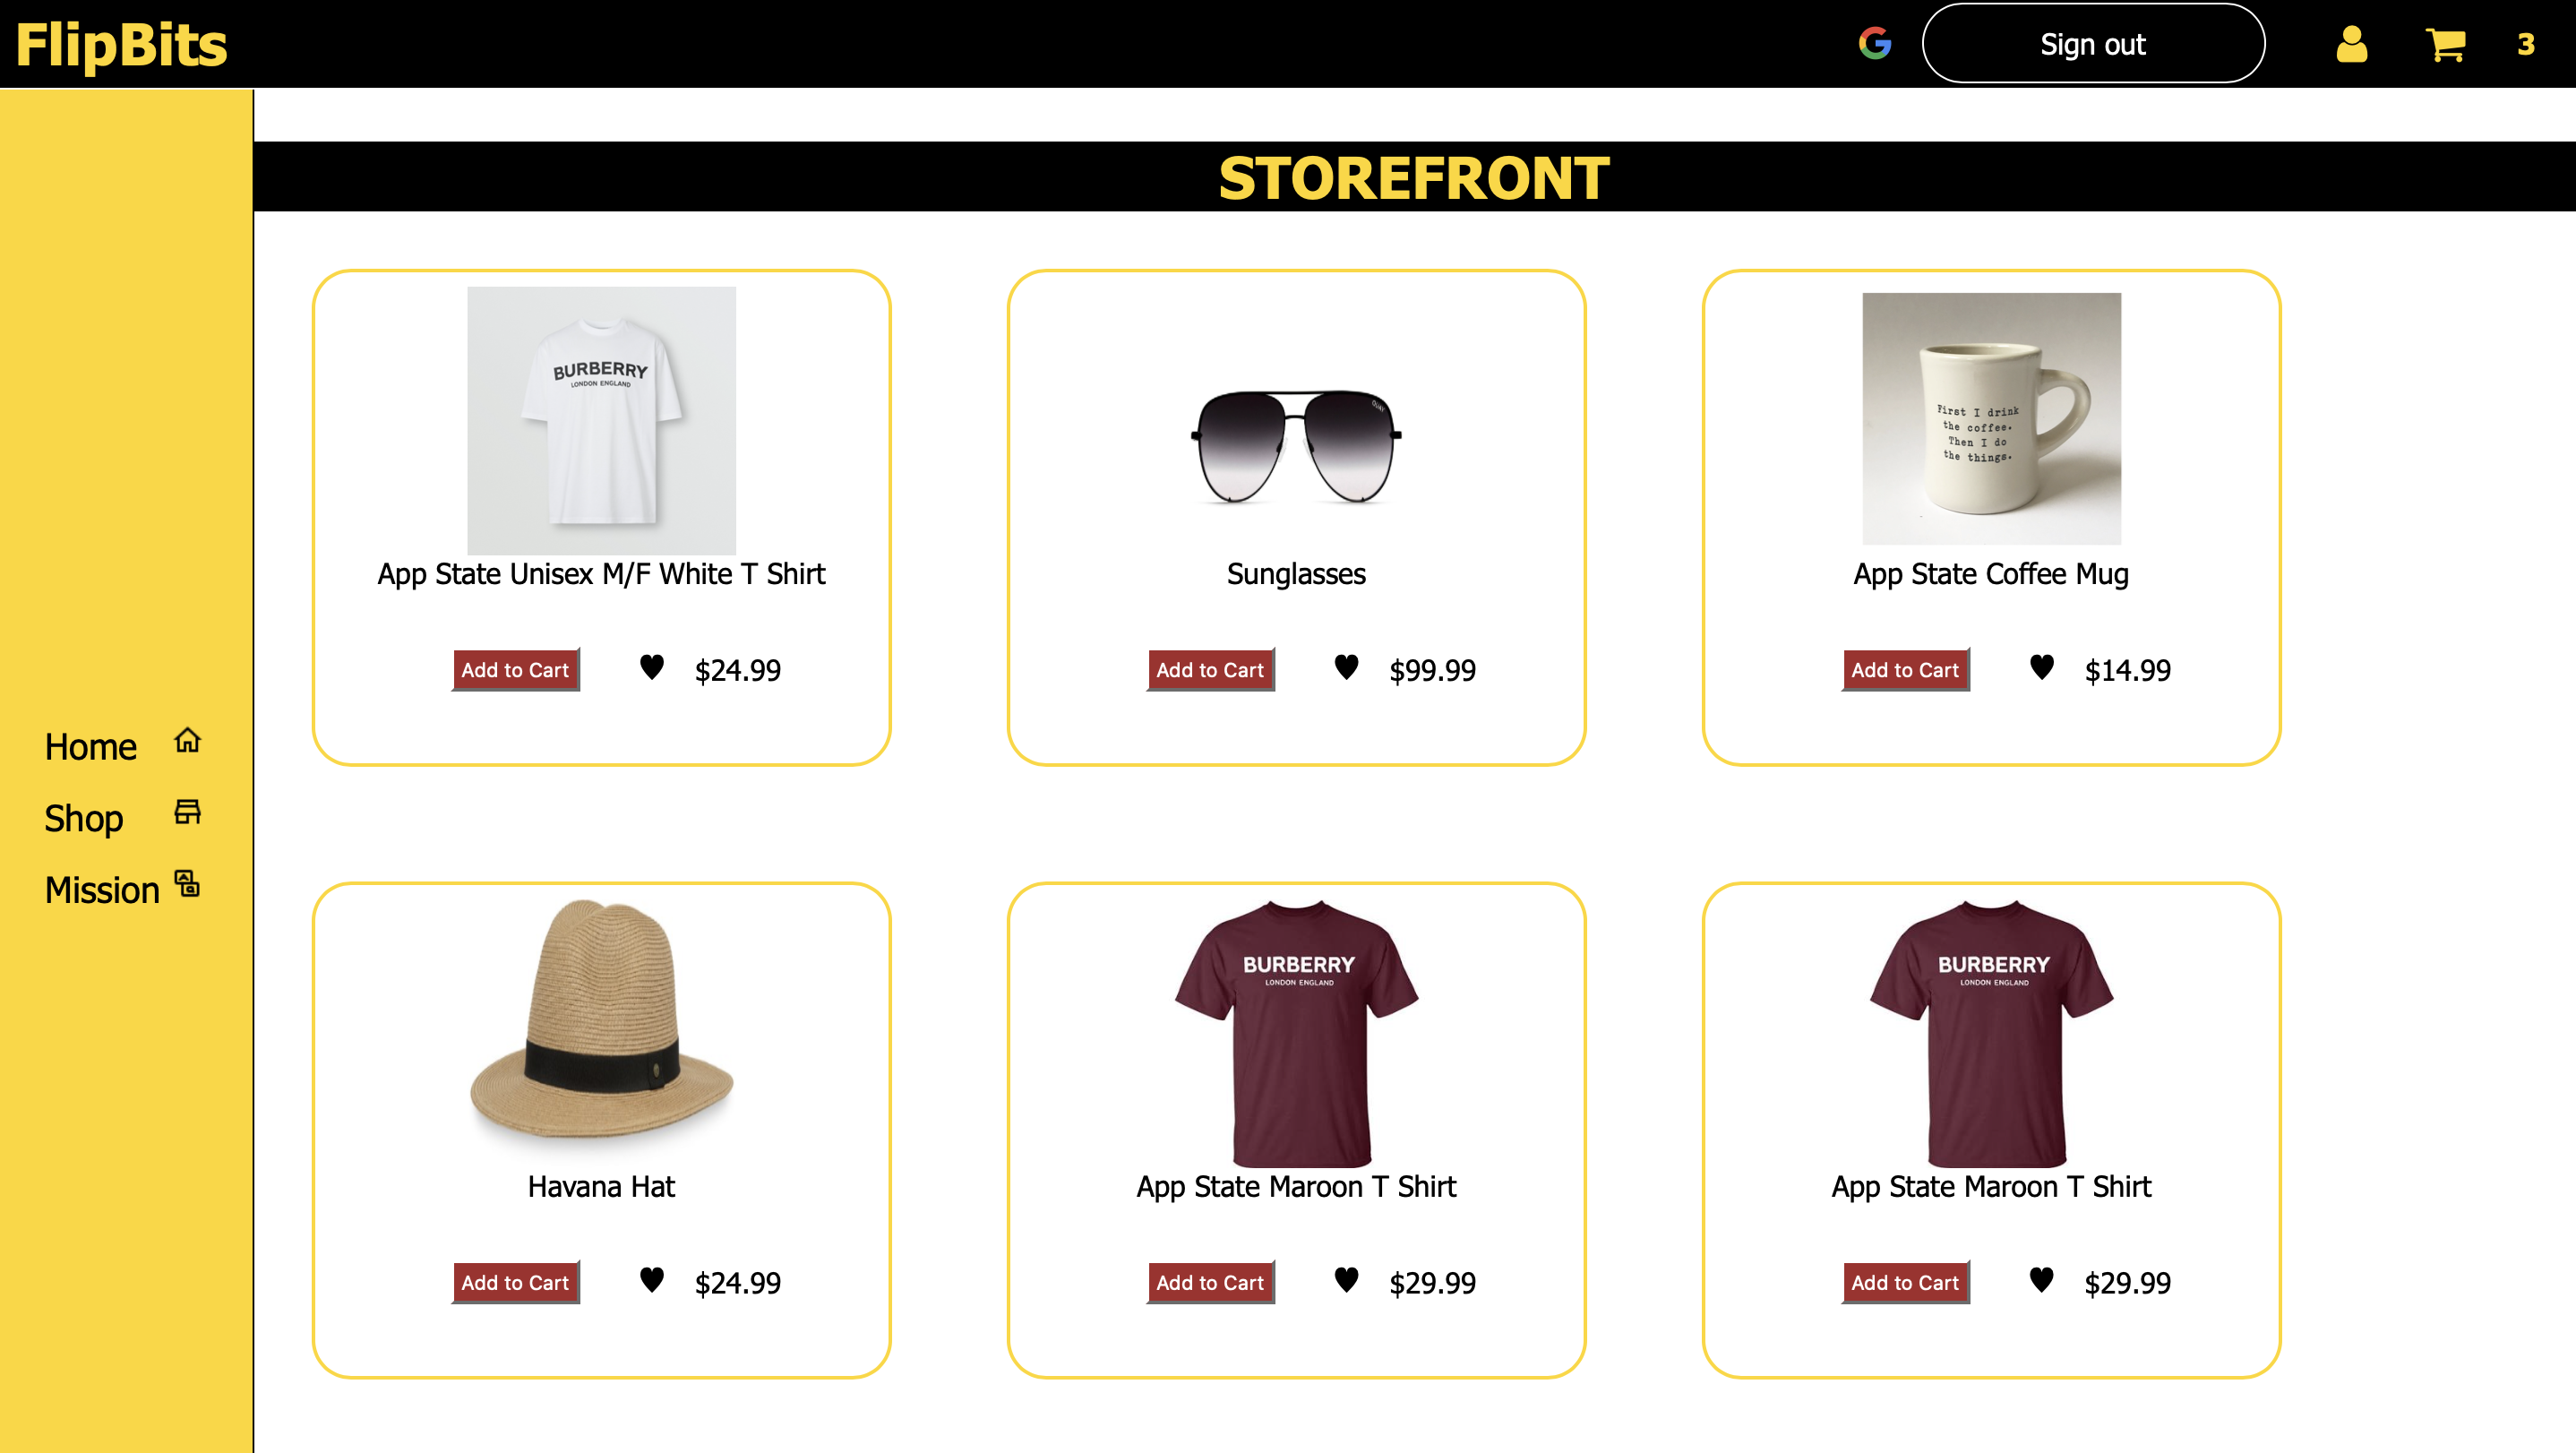 FlipBits
Sign out
3
STOREFRONT
Home
Shop
Mission
BURBERRY
LONDON ENGLAND
App State Unisex M/F White T Shirt
Add to Cart
$24.99
QUAY
Sunglasses
Add to Cart
$99.99
First I drink
the coffee.
Then I do
the things.
App State Coffee Mug
Add to Cart
$14.99
Havana Hat
Add to Cart
$24.99
BURBERRY
LONDON ENGLAND
App State Maroon T Shirt
Add to Cart
$29.99
BURBERRY
LONDON ENGLAND
App State Maroon T Shirt
Add to Cart
$29.99